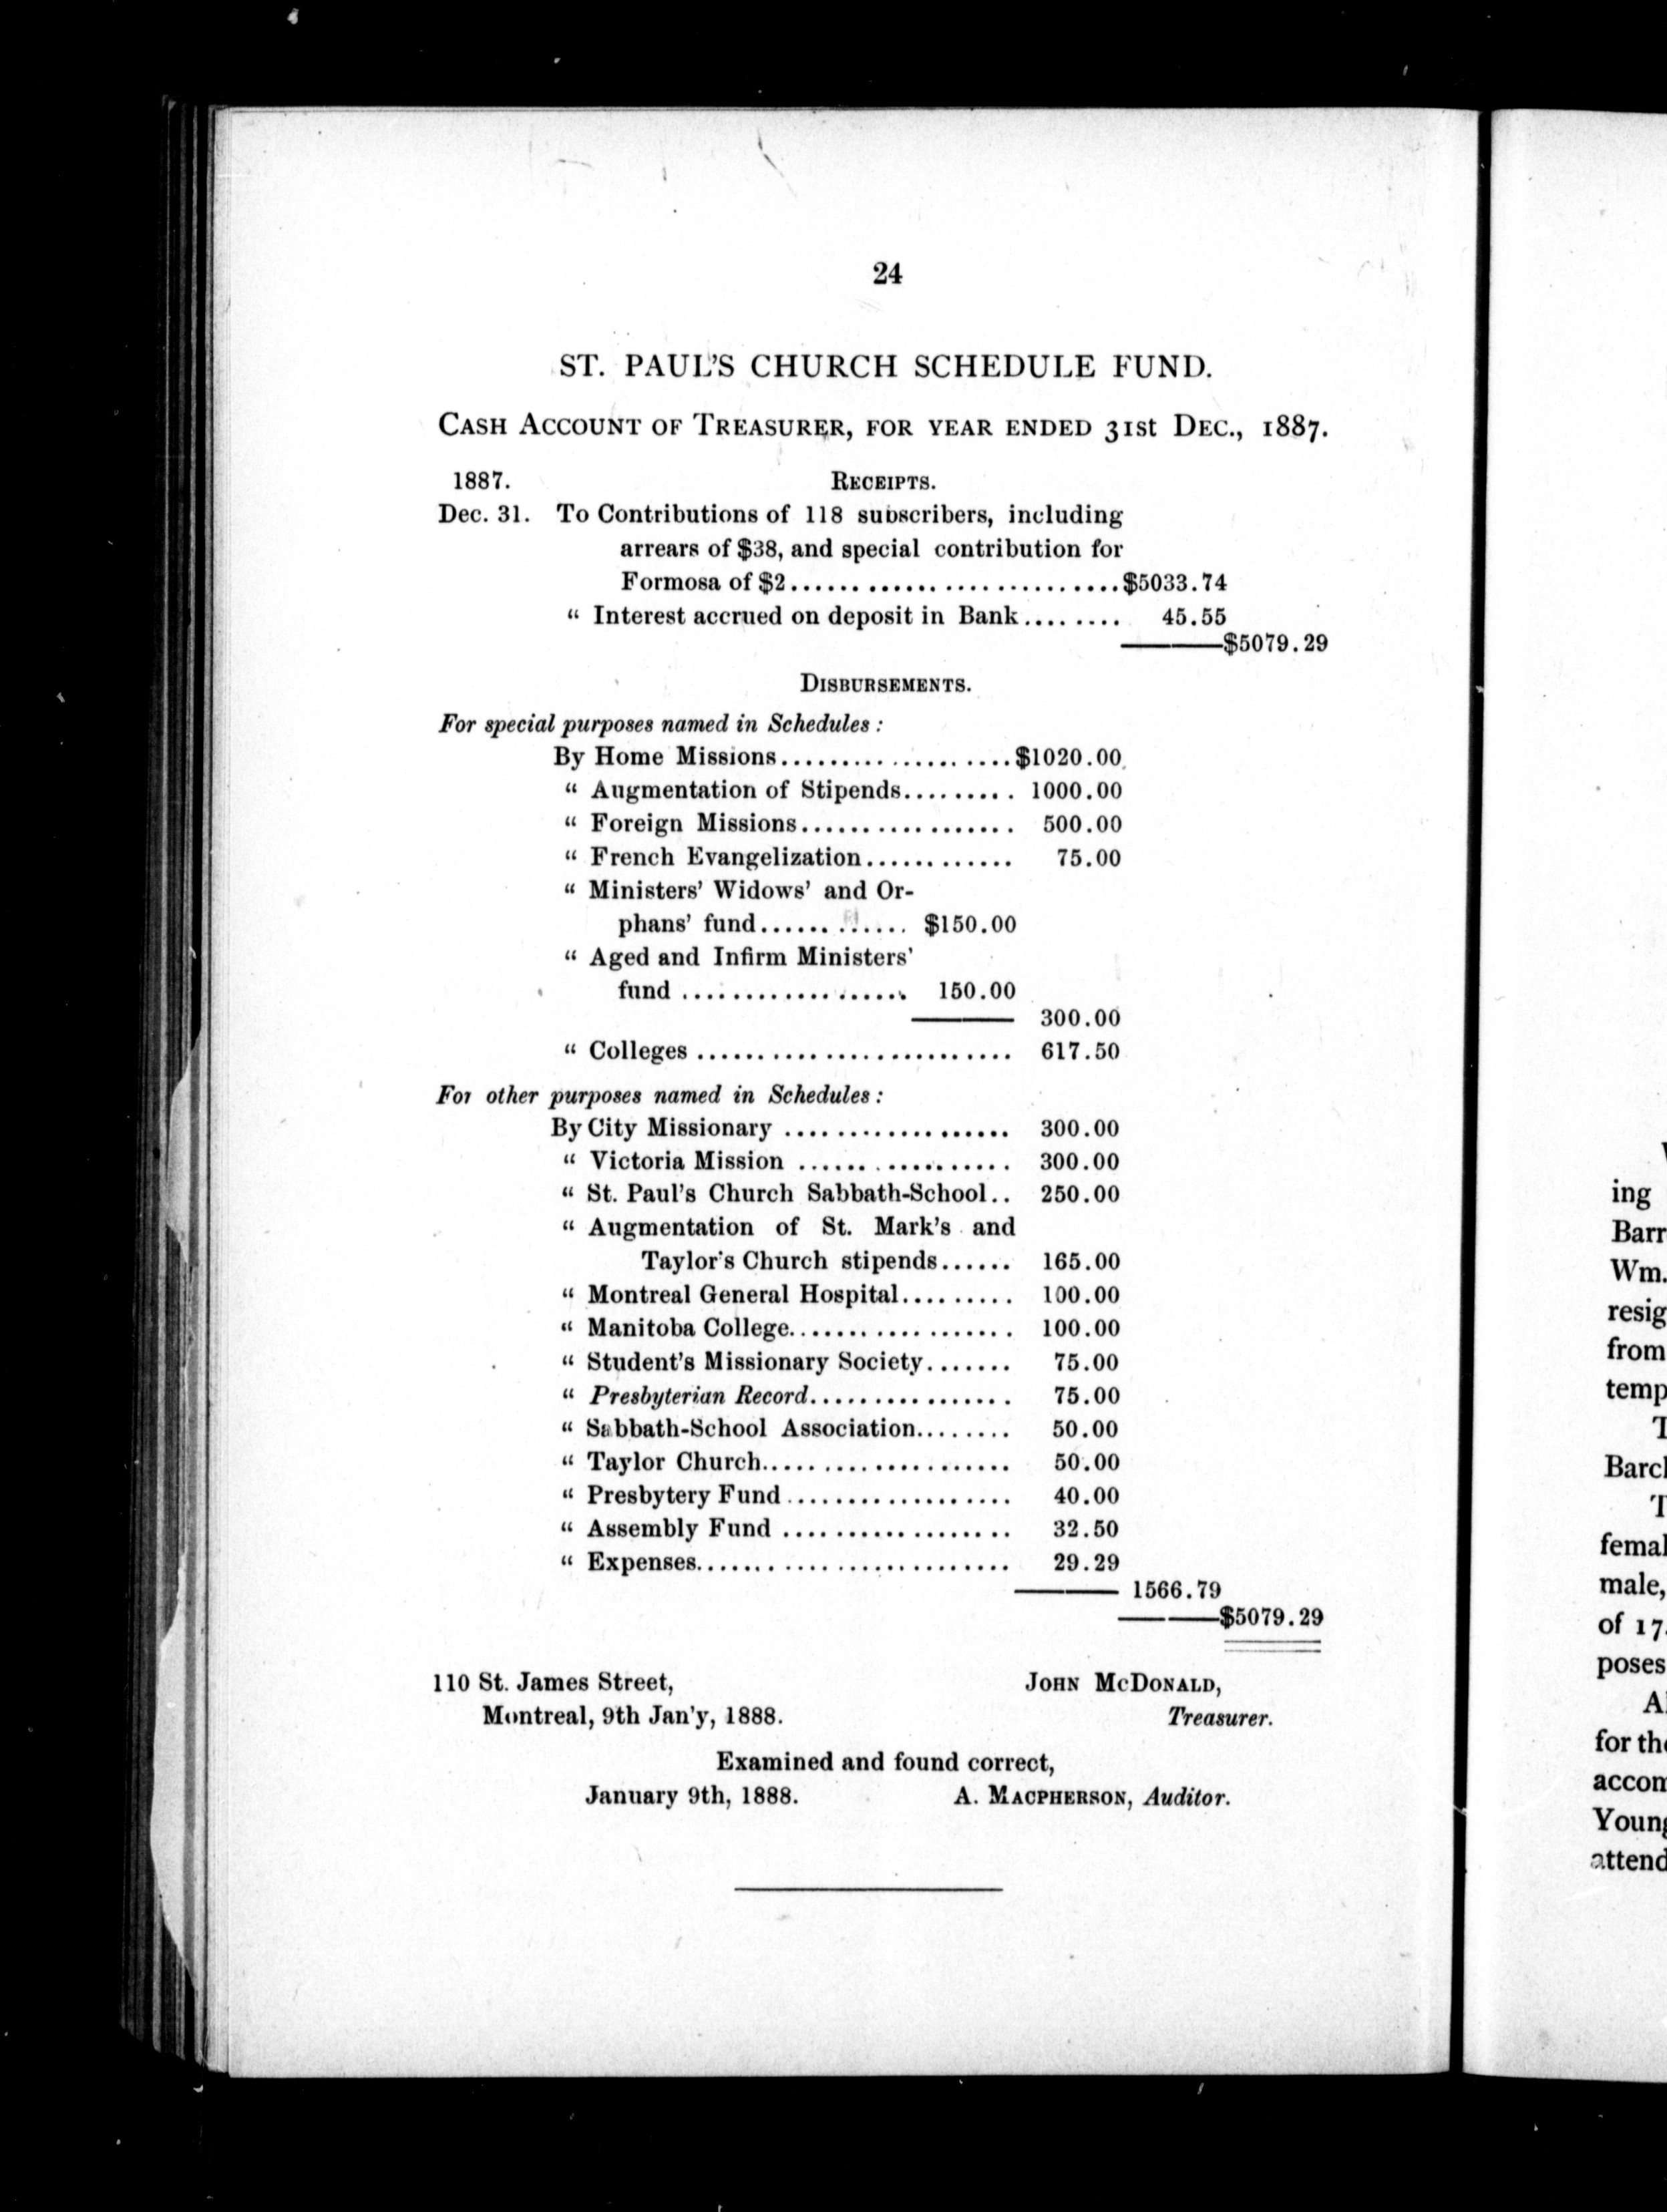 24
ST. PAUL'S CHURCH SCHEDULE FUND.
CASH ACCOUNT OF TREASURER, FOR YEAR ENDED 31st DEC., 1887.
1887. RECEIPTS.
Dec. 31. To Contributions of 118 subscribers, including
arrears of $38, and special contribution for
Formosa of $2.............................$5033.74
" Interest accrued on deposit in Bank........ 45.55
$5079.29
DISBURSEMENTS.
For special purposes named in Schedules :
By Home Missions...................$1020.00
" Augmentation of Stipends......... 1000.00
" Foreign Missions................. 500.00
" French Evangelization............ 75.00
" Ministers' Widows' and Or-
phans' fund............ $150.00
" Aged and Infirm Ministers'
fund .................. 150.00
300.00
" Colleges .......................... 617.50
For other purposes named in Schedules :
By City Missionary .................. 300.00
" Victoria Mission ................. 300.00
" St. Paul's Church Sabbath-School.. 250.00
" Augmentation of St. Mark's and
Taylor's Church stipends...... 165.00
" Montreal General Hospital......... 100.00
" Manitoba College.................. 100.00
" Student's Missionary Society....... 75.00
" Presbyterian Record................ 75.00
" Sabbath-School Association........ 50.00
" Taylor Church.................... 50.00
" Presbytery Fund .................. 40.00
" Assembly Fund .................. 32.50
" Expenses......................... 29.29
1566.79
$5079.29
110 St. James Street, JOHN MCDONALD,
Montreal, 9th Jan'y, 1888. Treasurer.
Examined and found correct,
January 9th, 1888. A. MACPHERSON, Auditor.
ing
Barr
Wm.
resig
from
temp
T
Barcl
T
femal
male,
of 17
poses
Al
for the
accom
Young
attend